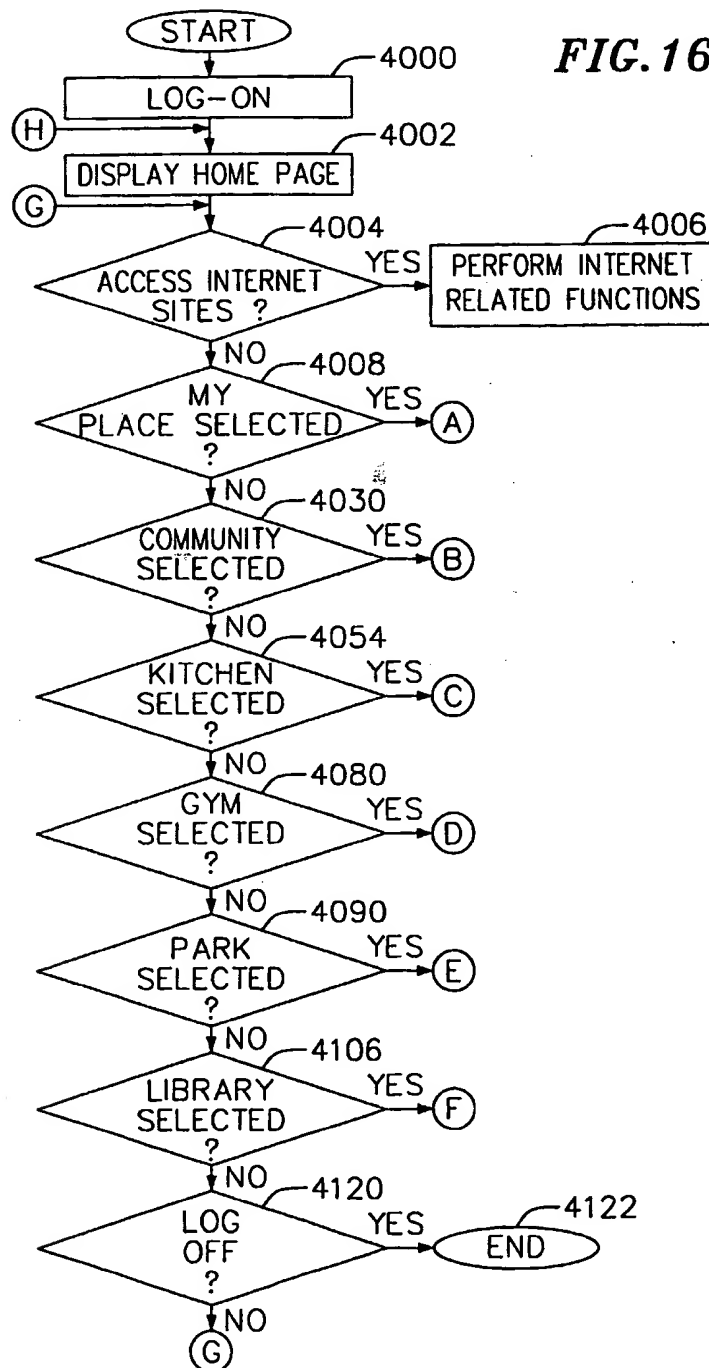 START
FIG. 16
4000
LOG-ON
H
4002
DISPLAY HOME PAGE
G
4004
ACCESS INTERNET
SITES ?
YES
4006
PERFORM INTERNET
RELATED FUNCTIONS
NO
4008
MY
PLACE SELECTED
?
YES
A
NO
4030
COMMUNITY
SELECTED
?
YES
B
NO
4054
KITCHEN
SELECTED
?
YES
C
NO
4080
GYM
SELECTED
?
YES
D
NO
4090
PARK
SELECTED
?
YES
E
NO
4106
LIBRARY
SELECTED
?
YES
F
NO
4120
LOG
OFF
?
YES
4122
END
NO
G